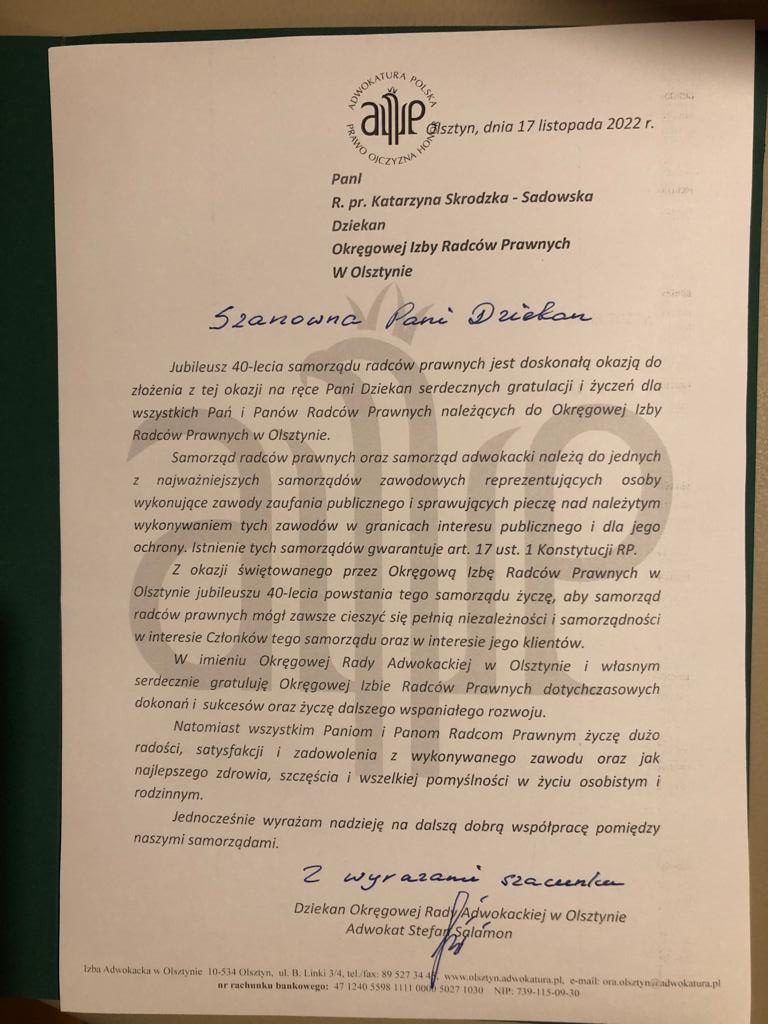 ADWOKATURA POLSKA
PRAWO OJCZYZNA HONOR
Olsztyn, dnia 17 listopada 2022 r.
PanI
R. pr. Katarzyna Skrodzka - Sadowska
Dziekan
Okręgowej Izby Radców Prawnych
W Olsztynie
Szanowna Pani Dziekan
Jubileusz 40-lecia samorządu radców prawnych jest doskonałą okazją do
złożenia z tej okazji na ręce Pani Dziekan serdecznych gratulacji i życzeń dla
wszystkich Pań i Panów Radców Prawnych należących do Okręgowej Izby
Radców Prawnych w Olsztynie.
Samorząd radców prawnych oraz samorząd adwokacki należą do jednych
z najważniejszych samorządów zawodowych reprezentujących osoby
wykonujące zawody zaufania publicznego i sprawujących pieczę nad należytym
wykonywaniem tych zawodów w granicach interesu publicznego i dla jego
ochrony. Istnienie tych samorządów gwarantuje art. 17 ust. 1 Konstytucji RP.
Z okazji świętowanego przez Okręgową Izbę Radców Prawnych w
Olsztynie jubileuszu 40-lecia powstania tego samorządu życzę, aby samorząd
radców prawnych mógł zawsze cieszyć się pełnią niezależności i samorządności
w interesie Członków tego samorządu oraz w interesie jego klientów.
W imieniu Okręgowej Rady Adwokackiej w Olsztynie i własnym
serdecznie gratuluję Okręgowej Izbie Radców Prawnych dotychczasowych
dokonań i sukcesów oraz życzę dalszego wspaniałego rozwoju.
Natomiast wszystkim Paniom i Panom Radcom Prawnym życzę dużo
radości, satysfakcji i zadowolenia z wykonywanego zawodu oraz jak
najlepszego zdrowia, szczęścia i wszelkiej pomyślności w życiu osobistym i
rodzinnym.
Jednocześnie wyrażam nadzieję na dalszą dobrą współpracę pomiędzy
naszymi samorządami.
Z wyrazami szacunku
Dziekan Okręgowej Rady Adwokackiej w Olsztynie
Adwokat Stefan Salamon
Izba Adwokacka w Olsztynie 10-534 Olsztyn, ul. B. Linki 3/4, tel./fax: 89 527 34 4 , www.olsztyn.adwokatura.pl, e-mail: ora.olsztyn@adwokatura.pl
nr rachunku bankowego: 47 1240 5598 1111 0000 5027 1030 NIP: 739-115-09-30